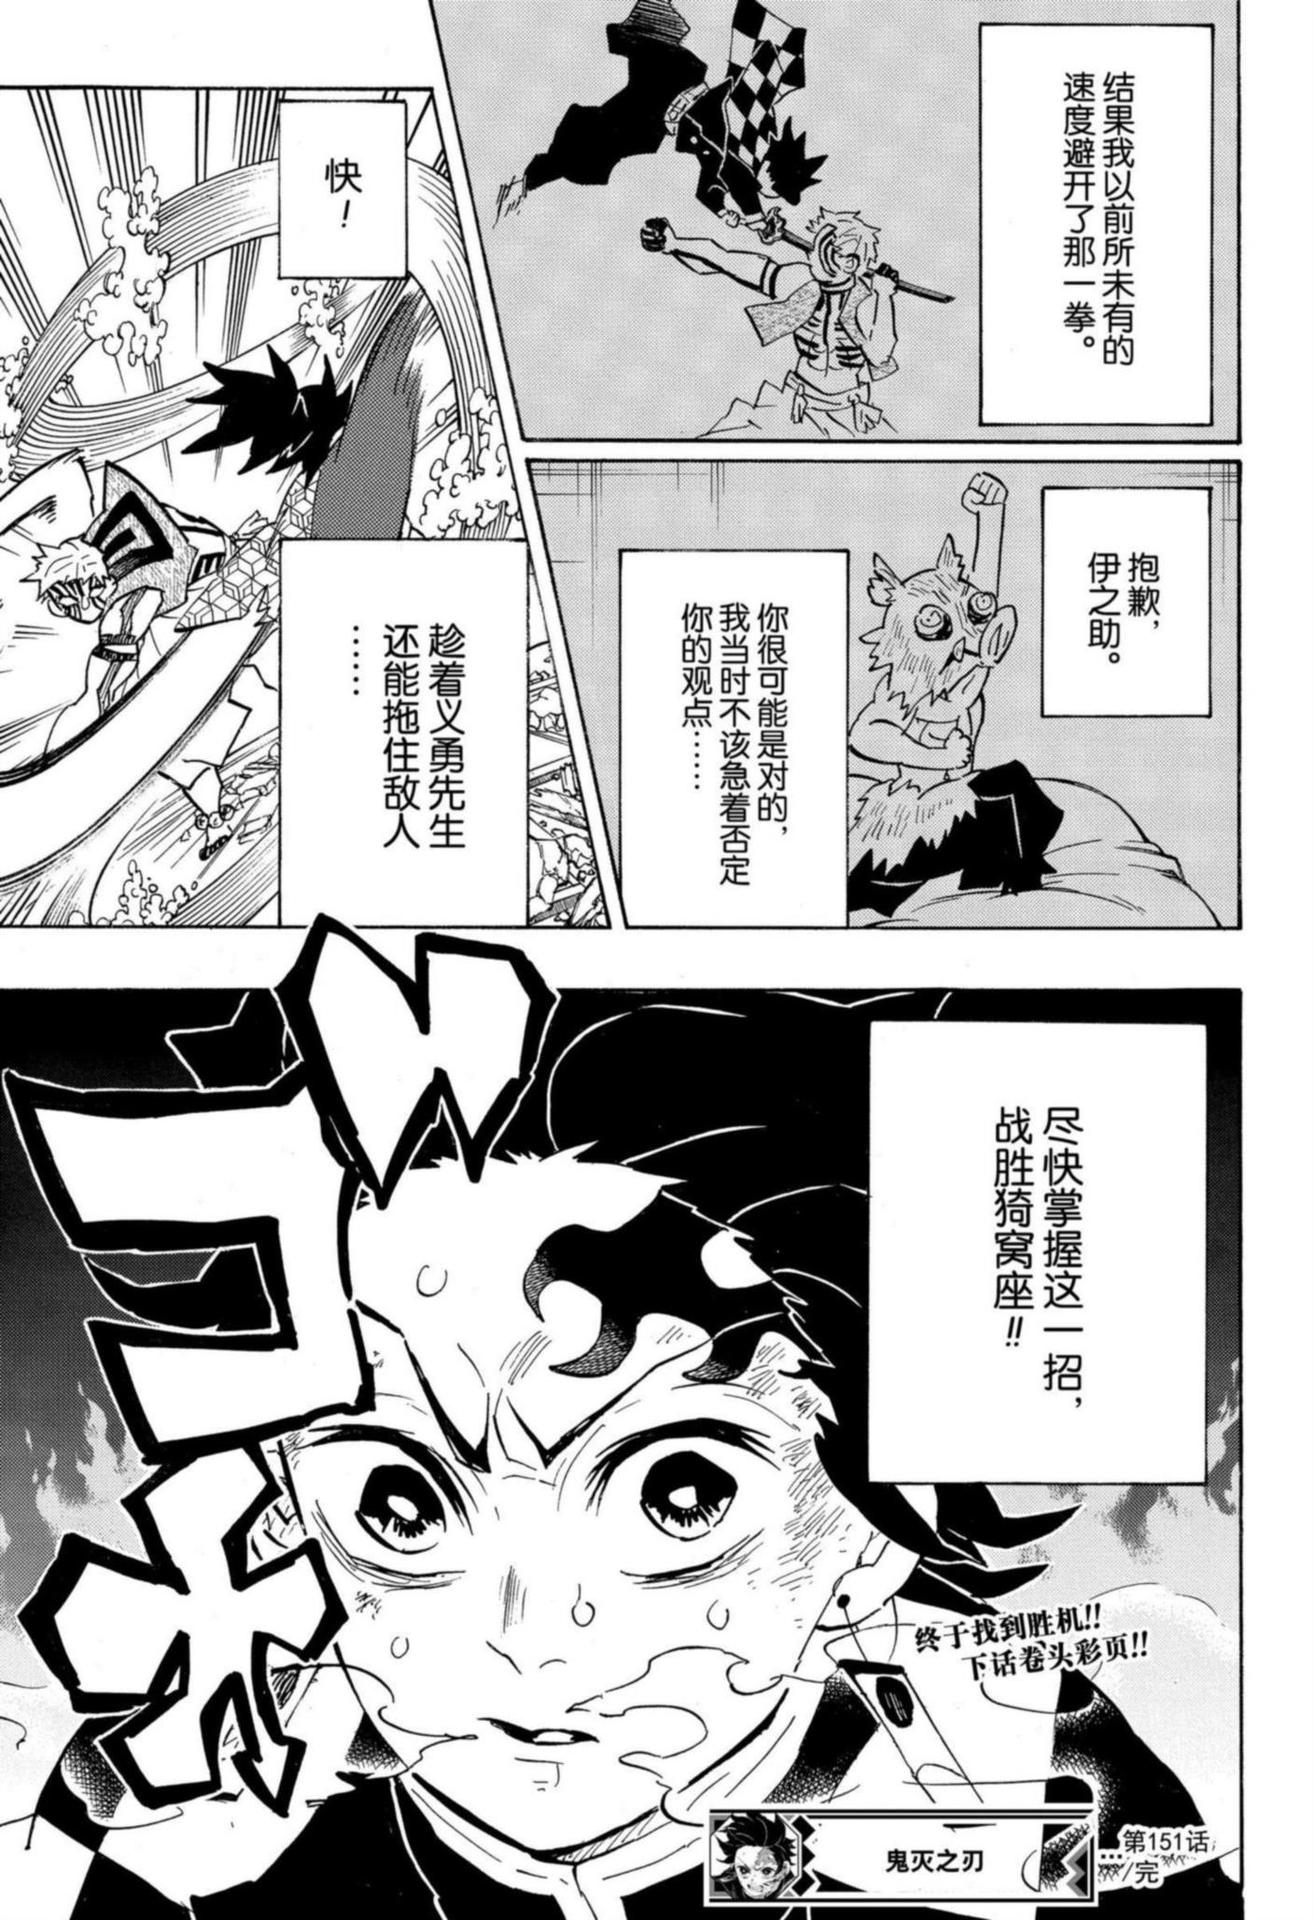 结果我以前所未有的
速度避开了那一拳。
抱歉，
伊之助。
你很可能是对的，
我当时不该急着否定
你的观点……
快！
趁着义勇先生
还能拖住敌人
……
尽快掌握这一招，
战胜猗窝座!!
终于找到胜机!!
下话卷头彩页!!
鬼灭之刃
…第151话
/完